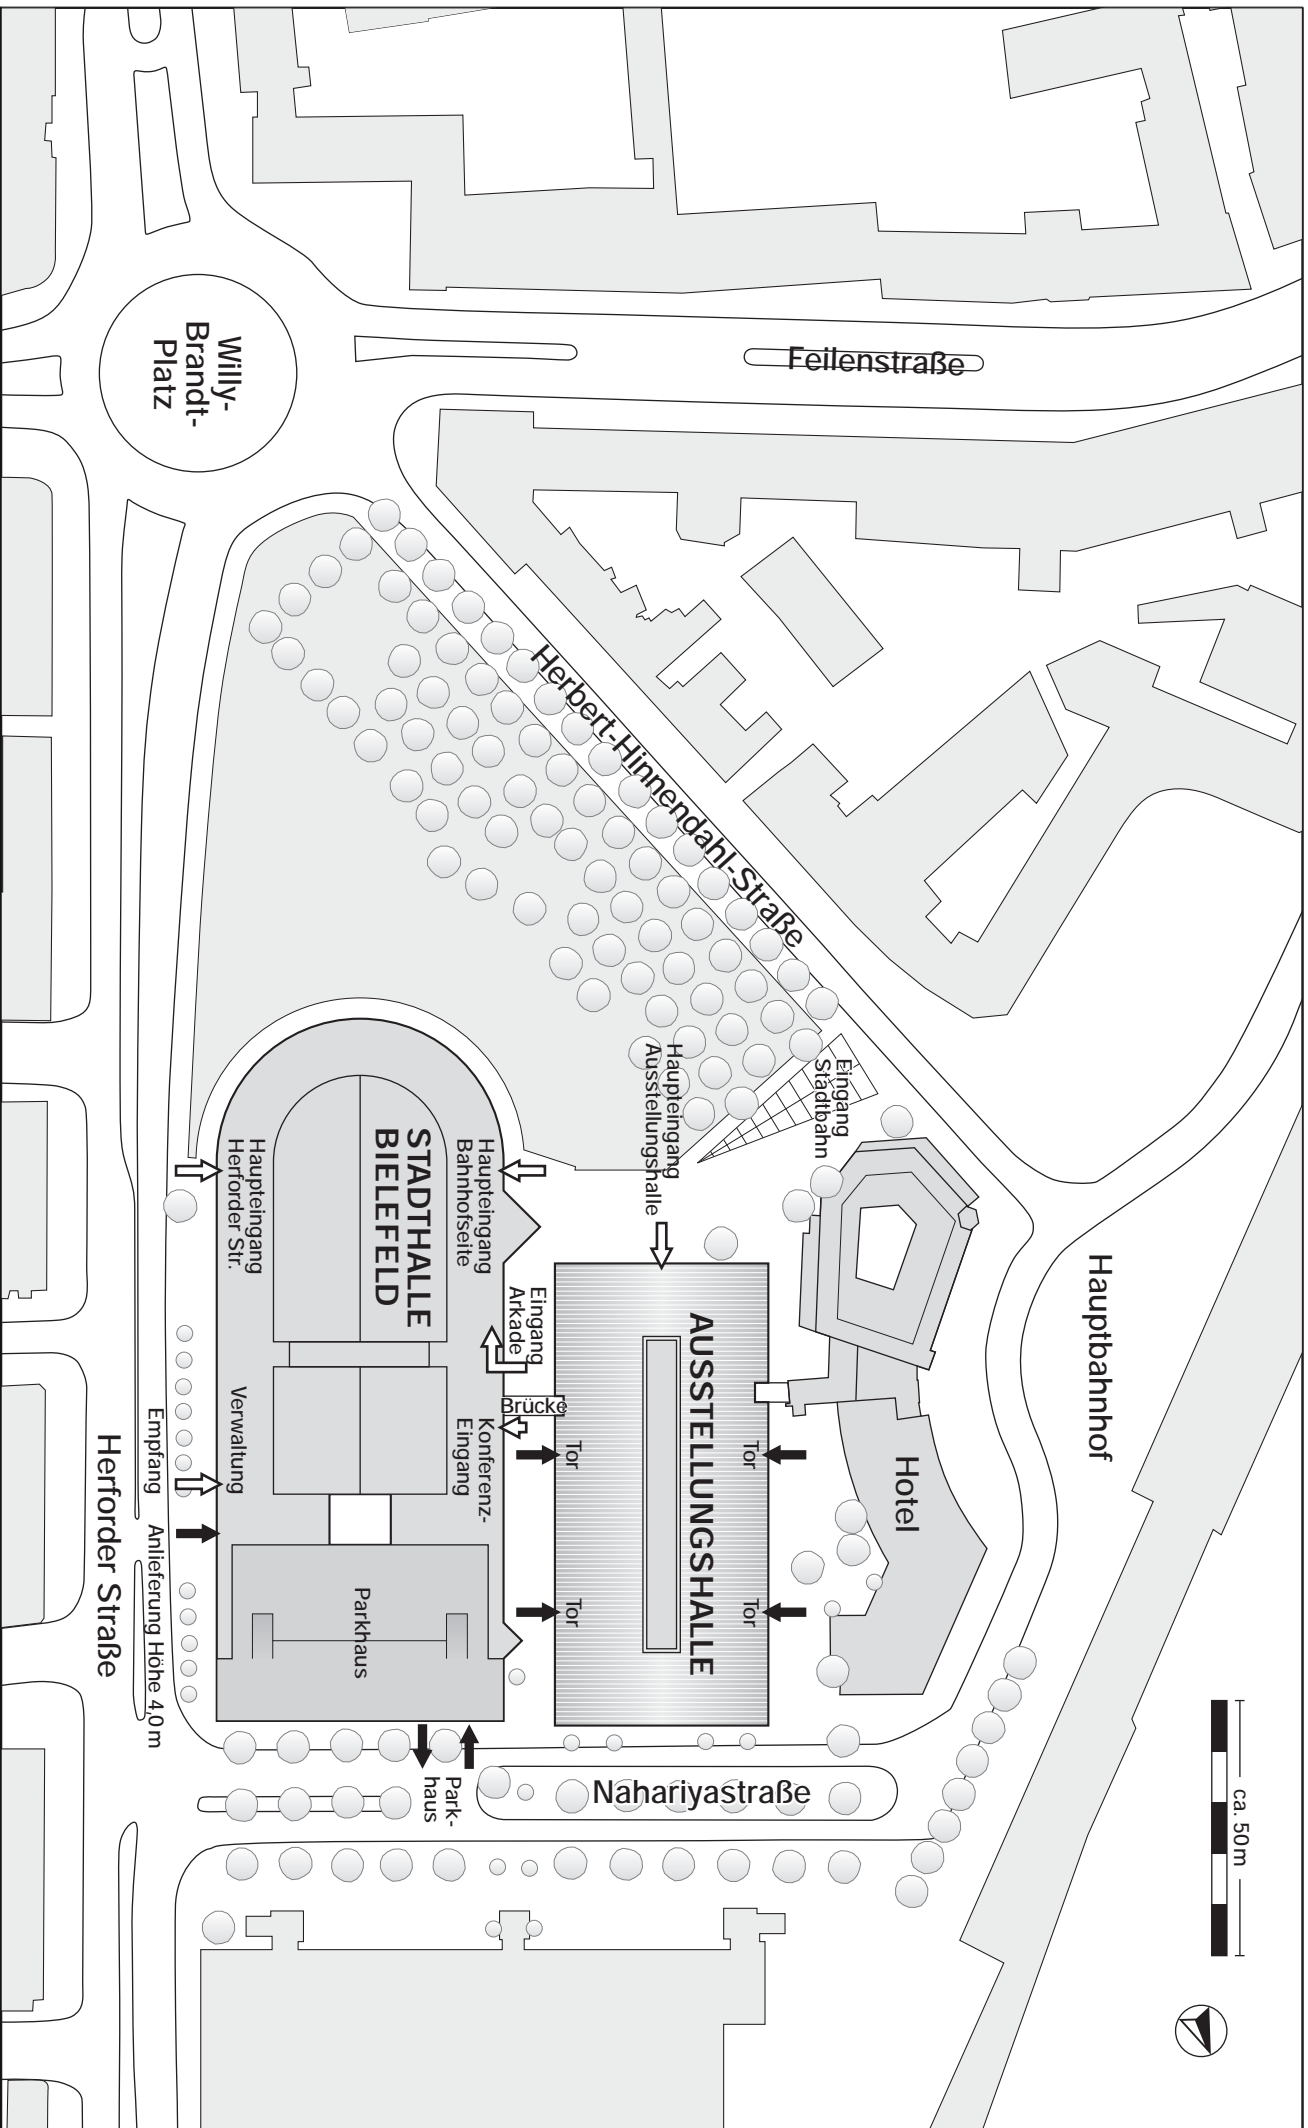 Hauptbahnhof
ca. 50m
Feilenstraße
Willy-
Brandt-
Platz
Herbert-Hinnendahl-Straße
Eingang
Stadtbahn
Hotel
Haupteingang
Ausstellungshalle
AUSSTELLUNGSHALLE
Tor
Tor
Tor
Tor
Nahariyastraße
Eingang
Arkade
Brücke
Haupteingang
Bahnhofseite
Konferenz-
Eingang
STADTHALLE
BIELEFELD
Parkhaus
Park-
haus
Haupteingang
Herforder Str.
Verwaltung
Empfang
Anlieferung Höhe 4,0m
Herforder Straße